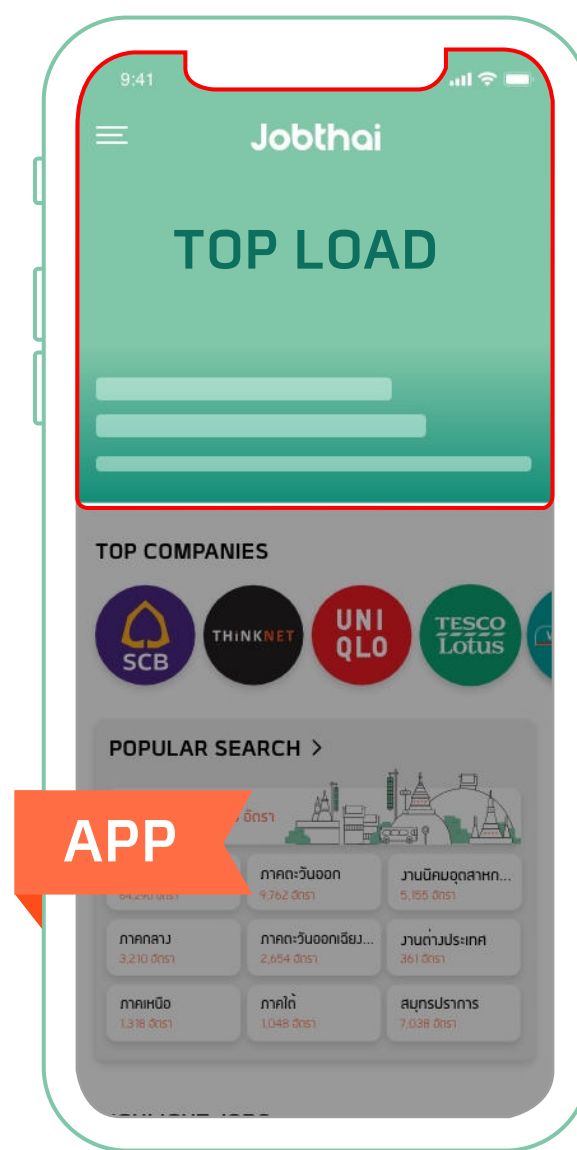 9:41
Jobthai
TOP LOAD
TOP COMPANIES
SCB
THiNKNET
UNI
QLO
TESCO
Lotus
POPULAR SEARCH >
อัตรา
APP
64,290 อัตรา
ภาคตะวันออก
9,762 อัตรา
งานนิคมอุตสาหก...
5,155 อัตรา
ภาคกลาง
3,210 อัตรา
ภาคตะวันออกเฉียง...
2,654 อัตรา
งานต่างประเทศ
361 อัตรา
ภาคเหนือ
1,318 อัตรา
ภาคใต้
1,048 อัตรา
สมุทรปราการ
7,038 อัตรา